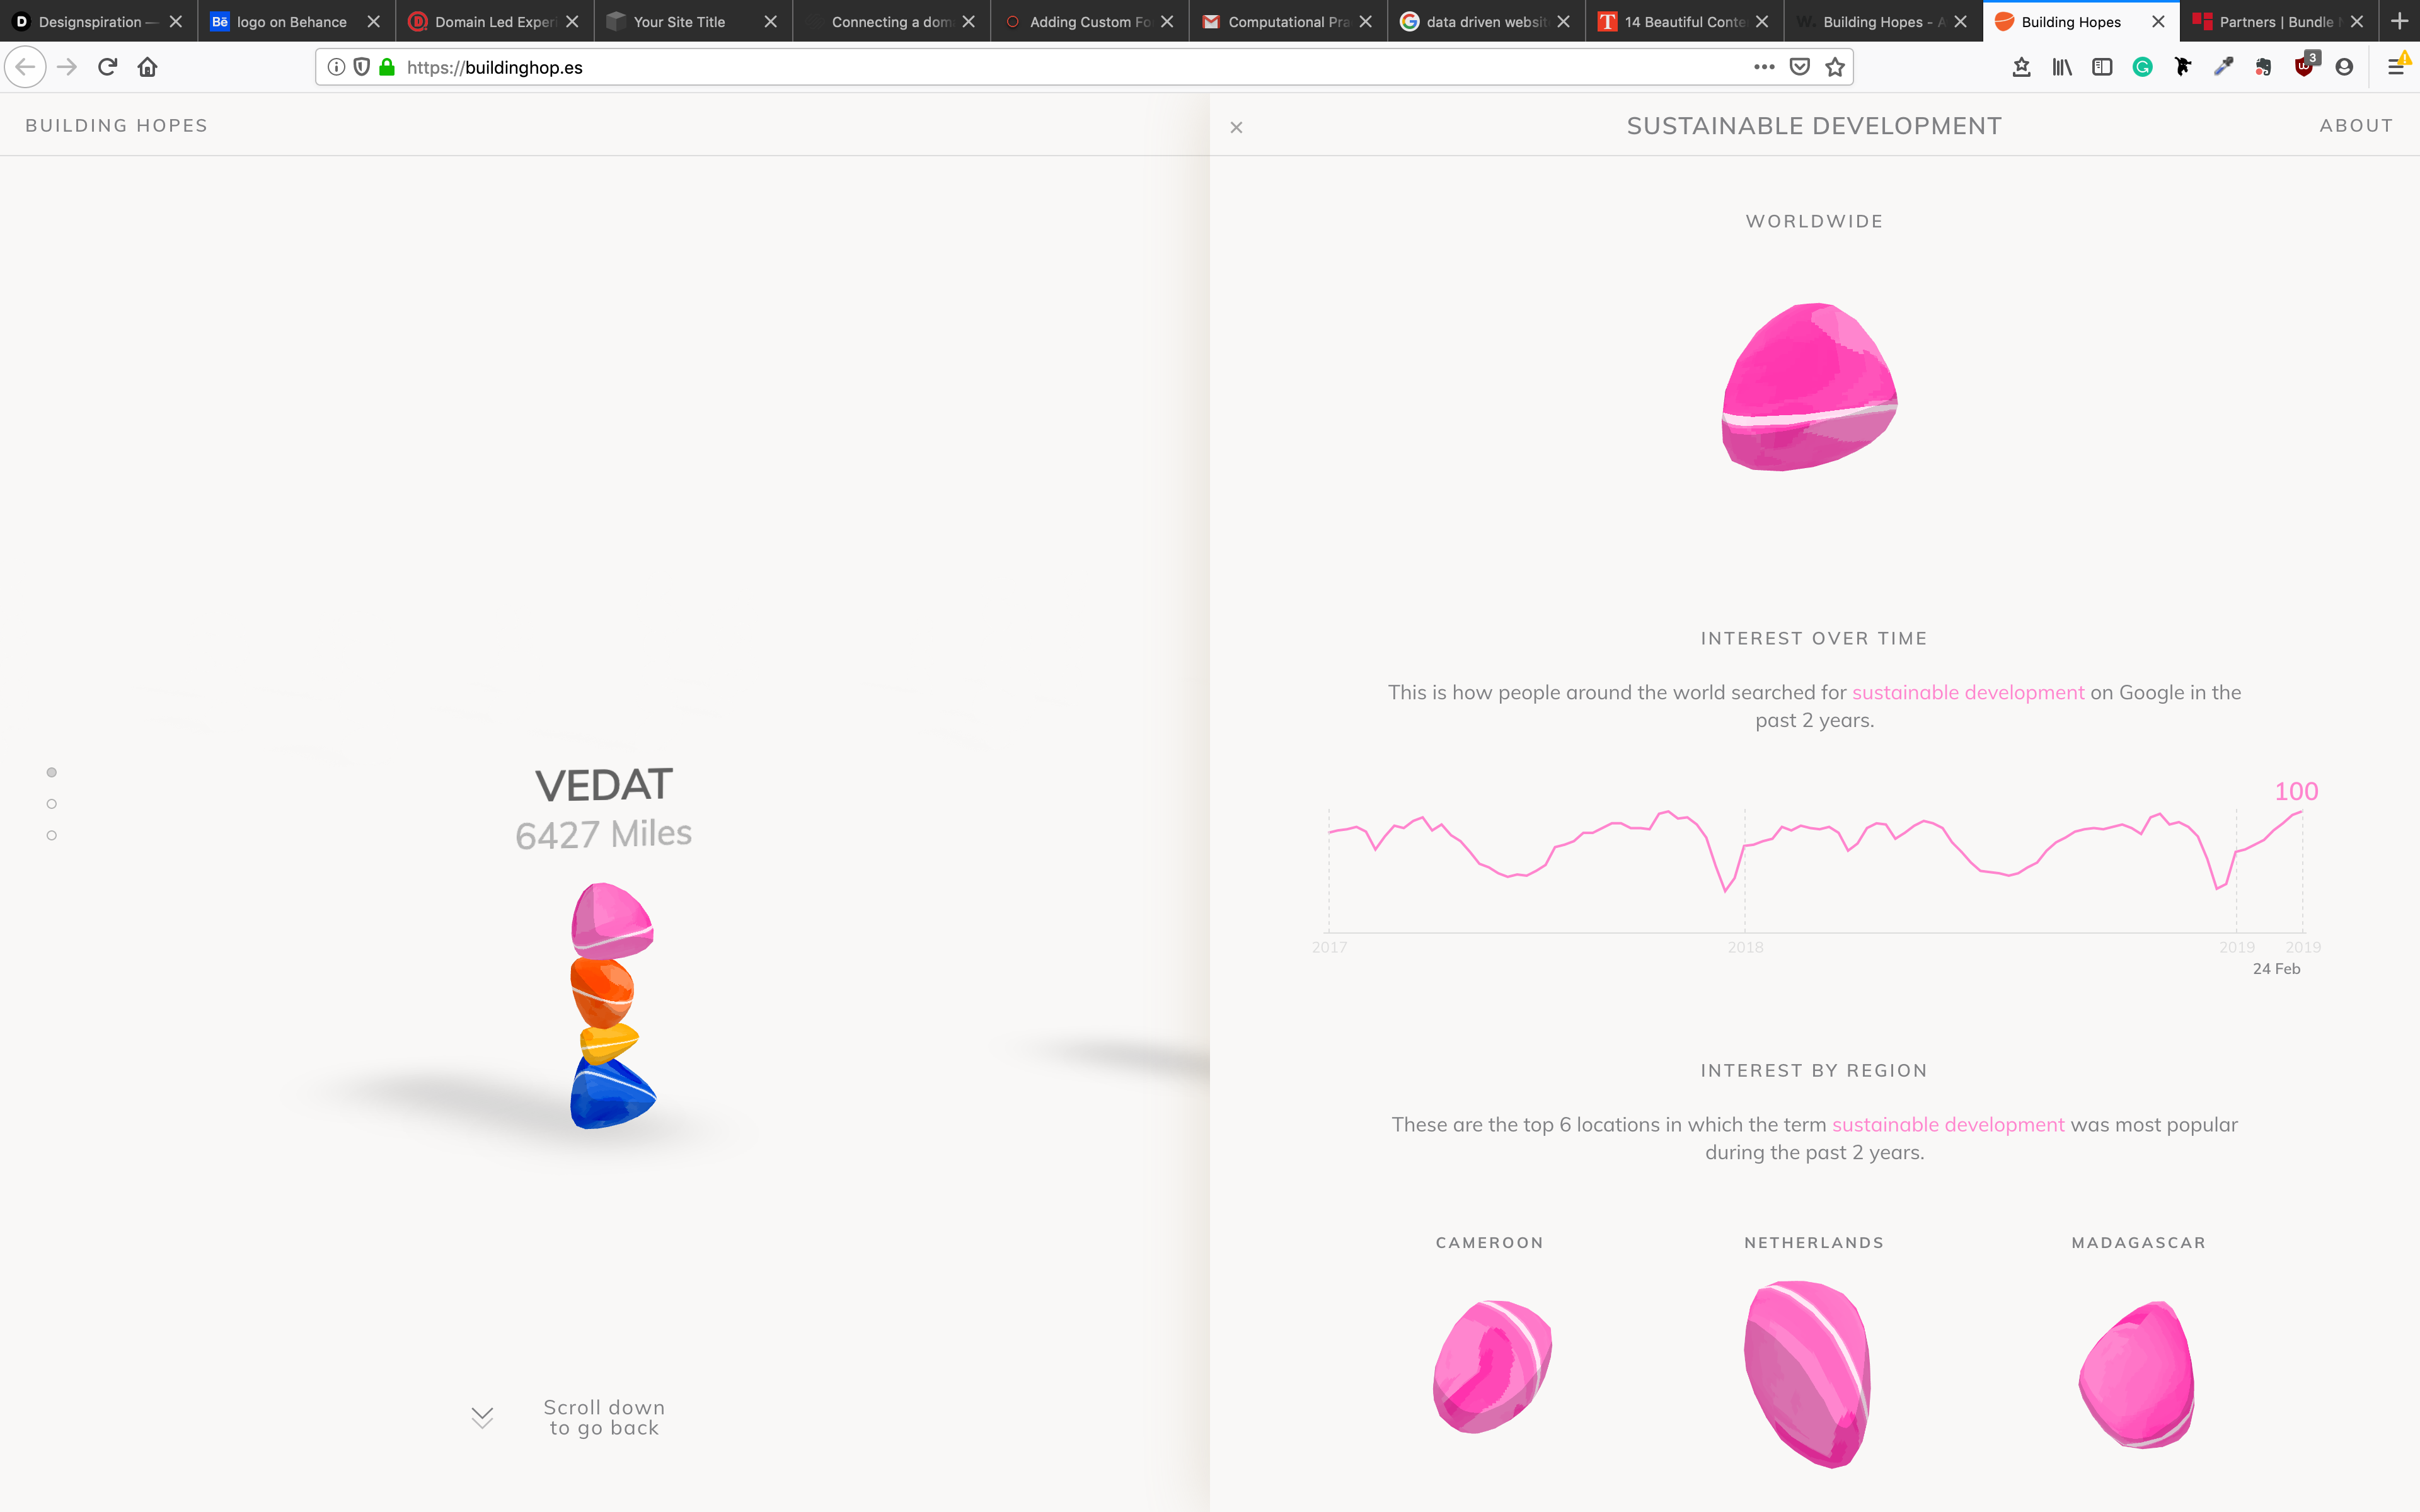 Designspiration —
Bē logo on Behance
Domain Led Experi
Your Site Title
Connecting a dom
Adding Custom Fo
Computational Pra
data driven websit
14 Beautiful Conte
Building Hopes - A
Building Hopes
Partners | Bundle
https://buildinghop.es
3
BUILDING HOPES
SUSTAINABLE DEVELOPMENT
ABOUT
VEDAT
6427 Miles
Scroll down
to go back
WORLDWIDE
INTEREST OVER TIME
This is how people around the world searched for sustainable development on Google in the
past 2 years.
100
2017 2018 2019 2019
24 Feb
INTEREST BY REGION
These are the top 6 locations in which the term sustainable development was most popular
during the past 2 years.
CAMEROON NETHERLANDS MADAGASCAR